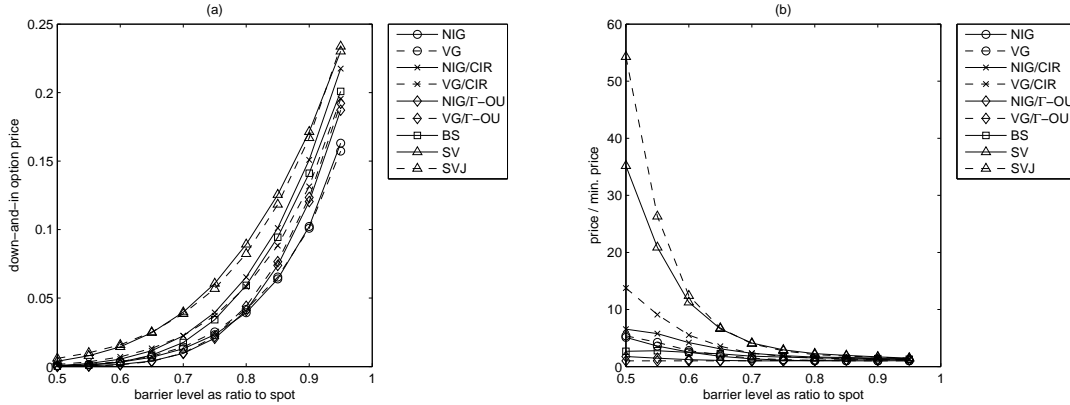 (a)
0.25
0.2
0.15
0.1
0.05
0
0.5
0.6
0.7
0.8
0.9
1
down−and−in option price
barrier level as ratio to spot
NIG
VG
NIG/CIR
VG/CIR
NIG/Γ−OU
VG/Γ−OU
BS
SV
SVJ
(b)
60
50
40
30
20
10
0
0.5
0.6
0.7
0.8
0.9
1
price / min. price
barrier level as ratio to spot
NIG
VG
NIG/CIR
VG/CIR
NIG/Γ−OU
VG/Γ−OU
BS
SV
SVJ